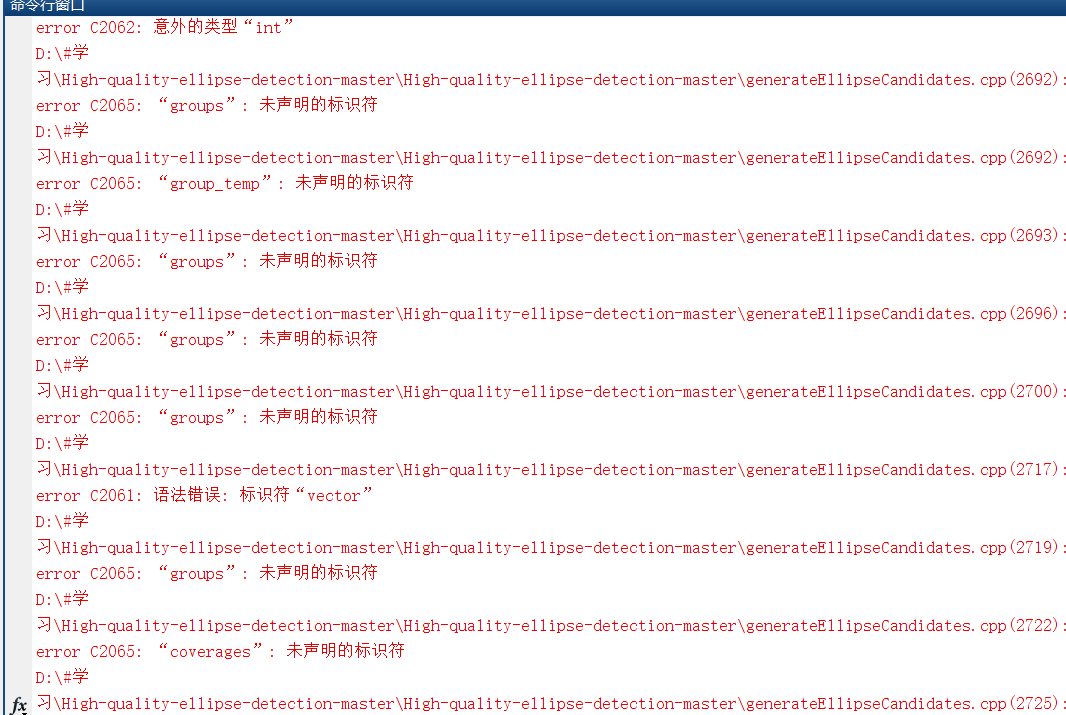 命令行窗口
error C2062: 意外的类型“int”
D:\#学
习\High-quality-ellipse-detection-master\High-quality-ellipse-detection-master\generateEllipseCandidates.cpp(2692):
error C2065: “groups”: 未声明的标识符
D:\#学
习\High-quality-ellipse-detection-master\High-quality-ellipse-detection-master\generateEllipseCandidates.cpp(2692):
error C2065: “group_temp”: 未声明的标识符
D:\#学
习\High-quality-ellipse-detection-master\High-quality-ellipse-detection-master\generateEllipseCandidates.cpp(2693):
error C2065: “groups”: 未声明的标识符
D:\#学
习\High-quality-ellipse-detection-master\High-quality-ellipse-detection-master\generateEllipseCandidates.cpp(2696):
error C2065: “groups”: 未声明的标识符
D:\#学
习\High-quality-ellipse-detection-master\High-quality-ellipse-detection-master\generateEllipseCandidates.cpp(2700):
error C2065: “groups”: 未声明的标识符
D:\#学
习\High-quality-ellipse-detection-master\High-quality-ellipse-detection-master\generateEllipseCandidates.cpp(2717):
error C2061: 语法错误: 标识符“vector”
D:\#学
习\High-quality-ellipse-detection-master\High-quality-ellipse-detection-master\generateEllipseCandidates.cpp(2719):
error C2065: “groups”: 未声明的标识符
D:\#学
习\High-quality-ellipse-detection-master\High-quality-ellipse-detection-master\generateEllipseCandidates.cpp(2722):
error C2065: “coverages”: 未声明的标识符
D:\#学
fx 习\High-quality-ellipse-detection-master\High-quality-ellipse-detection-master\generateEllipseCandidates.cpp(2725):